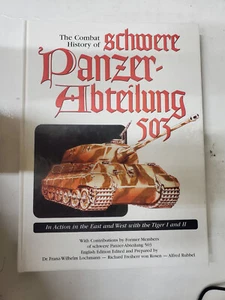 The Combat
History of
schwere
Panzer-
Abteilung
503
In Action in the East and West with the Tiger I and II
With Contributions by Former Members
of schwere Panzer-Abteilung 503
English Edition Edited and Prepared by
Dr. Franz-Wilhelm Lochmann — Richard Freiherr von Rosen — Alfred Rubbel